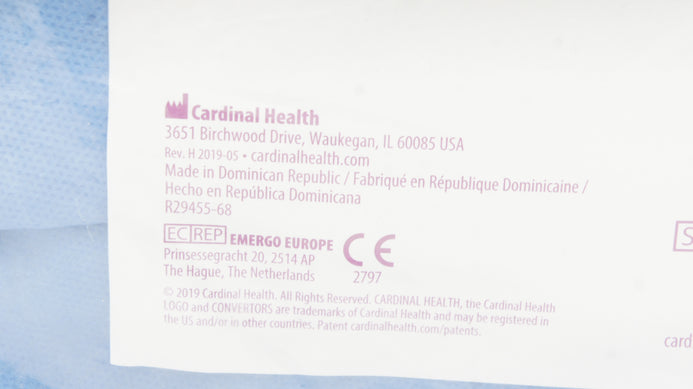 Cardinal Health
3651 Birchwood Drive, Waukegan, IL 60085 USA
Rev. H 2019-05 • cardinalhealth.com
Made in Dominican Republic / Fabriqué en République Dominicaine /
Hecho en República Dominicana
R29455-68
EC REP EMERGO EUROPE CE
Prinsessegracht 20, 2514 AP
The Hague, The Netherlands 2797
© 2019 Cardinal Health. All Rights Reserved. CARDINAL HEALTH, the Cardinal Health
LOGO and CONVERTORS are trademarks of Cardinal Health and may be registered in
the US and/or in other countries. Patent cardinalhealth.com/patents.
S
card